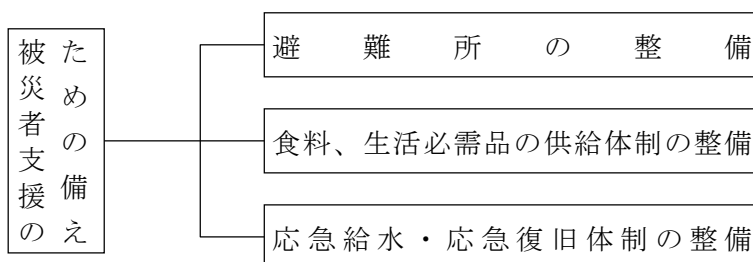 被災者支援の
ための備え
避難所の整備
食料、生活必需品の供給体制の整備
応急給水・応急復旧体制の整備